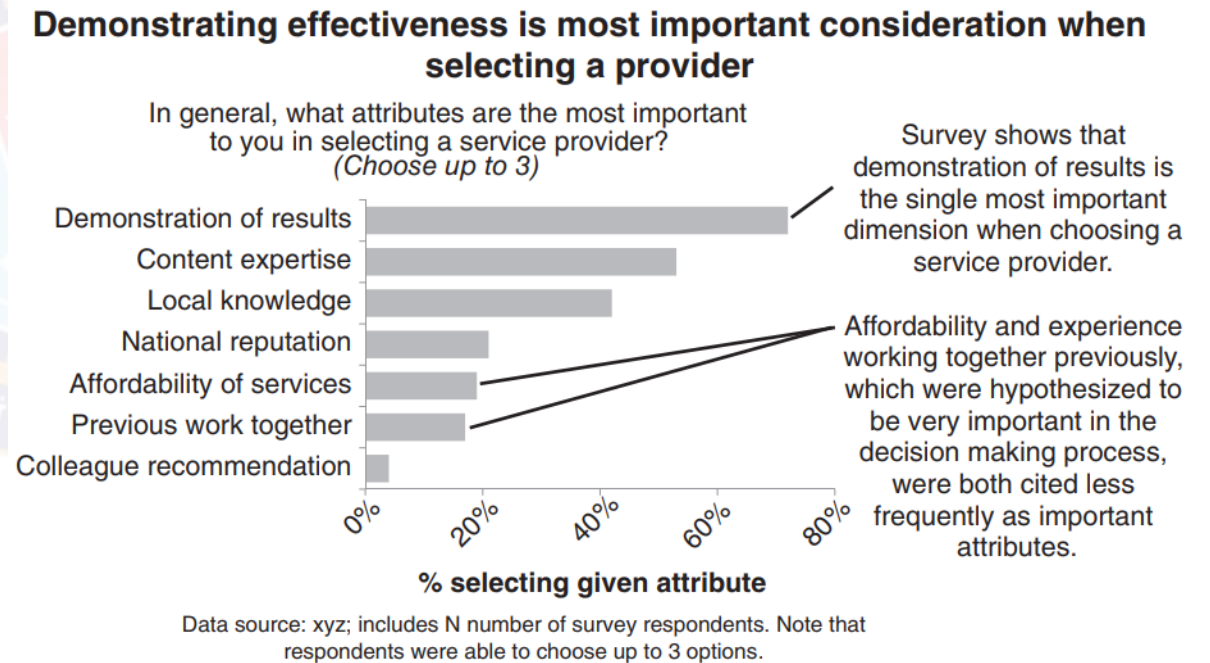 Demonstrating effectiveness is most important consideration when
selecting a provider
In general, what attributes are the most important
to you in selecting a service provider?
(Choose up to 3)
Demonstration of results
Content expertise
Local knowledge
National reputation
Affordability of services
Previous work together
Colleague recommendation
0%
20%
40%
60%
80%
% selecting given attribute
Survey shows that
demonstration of results is
the single most important
dimension when choosing a
service provider.
Affordability and experience
working together previously,
which were hypothesized to
be very important in the
decision making process,
were both cited less
frequently as important
attributes.
Data source: xyz; includes N number of survey respondents. Note that
respondents were able to choose up to 3 options.